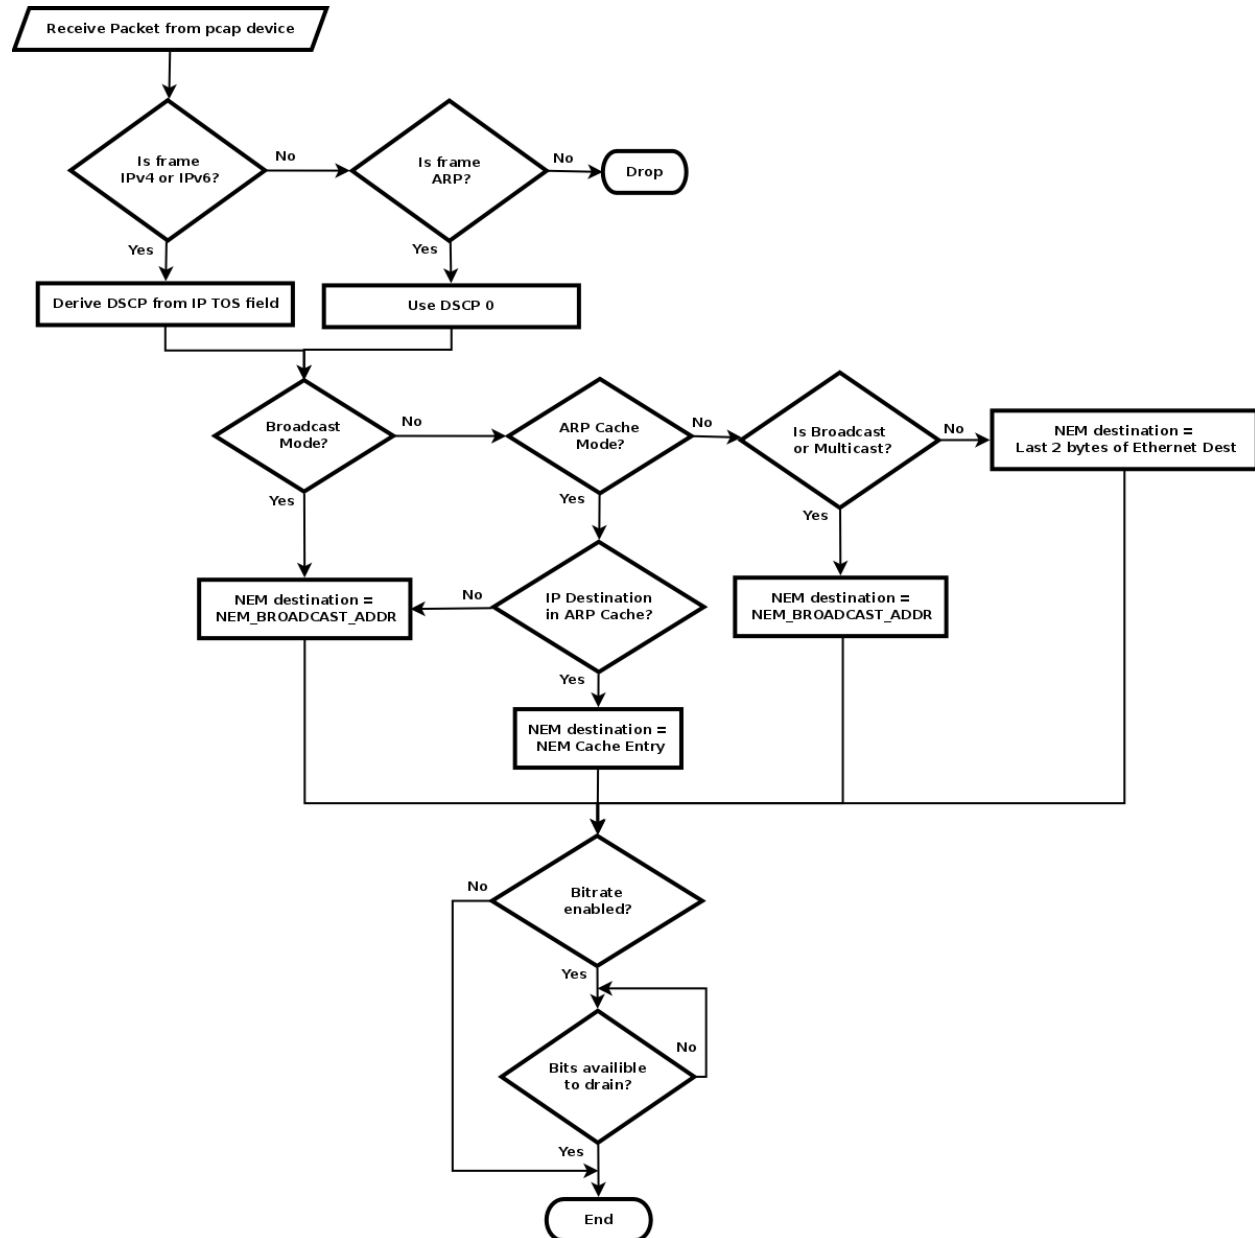 Receive Packet from pcap device
Is frame
IPv4 or IPv6?
No
Is frame
ARP?
No
Drop
Yes
Yes
Derive DSCP from IP TOS field
Use DSCP 0
Broadcast
Mode?
No
ARP Cache
Mode?
No
Is Broadcast
or Multicast?
No
NEM destination =
Last 2 bytes of Ethernet Dest
Yes
Yes
Yes
NEM destination =
NEM_BROADCAST_ADDR
No
IP Destination
in ARP Cache?
NEM destination =
NEM_BROADCAST_ADDR
Yes
NEM destination =
NEM Cache Entry
No
Bitrate
enabled?
Yes
Bits availible
to drain?
No
Yes
End